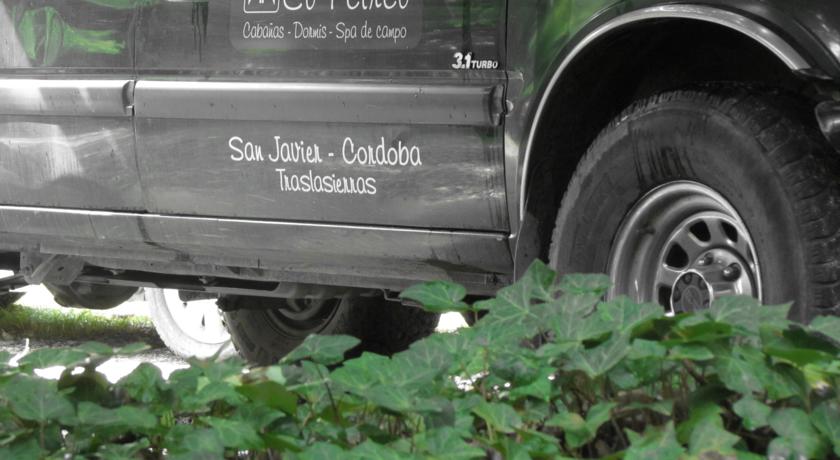 Cabañas - Dormis - Spa de campo
3.1 TURBO
San Javier - Cordoba
Traslasierras